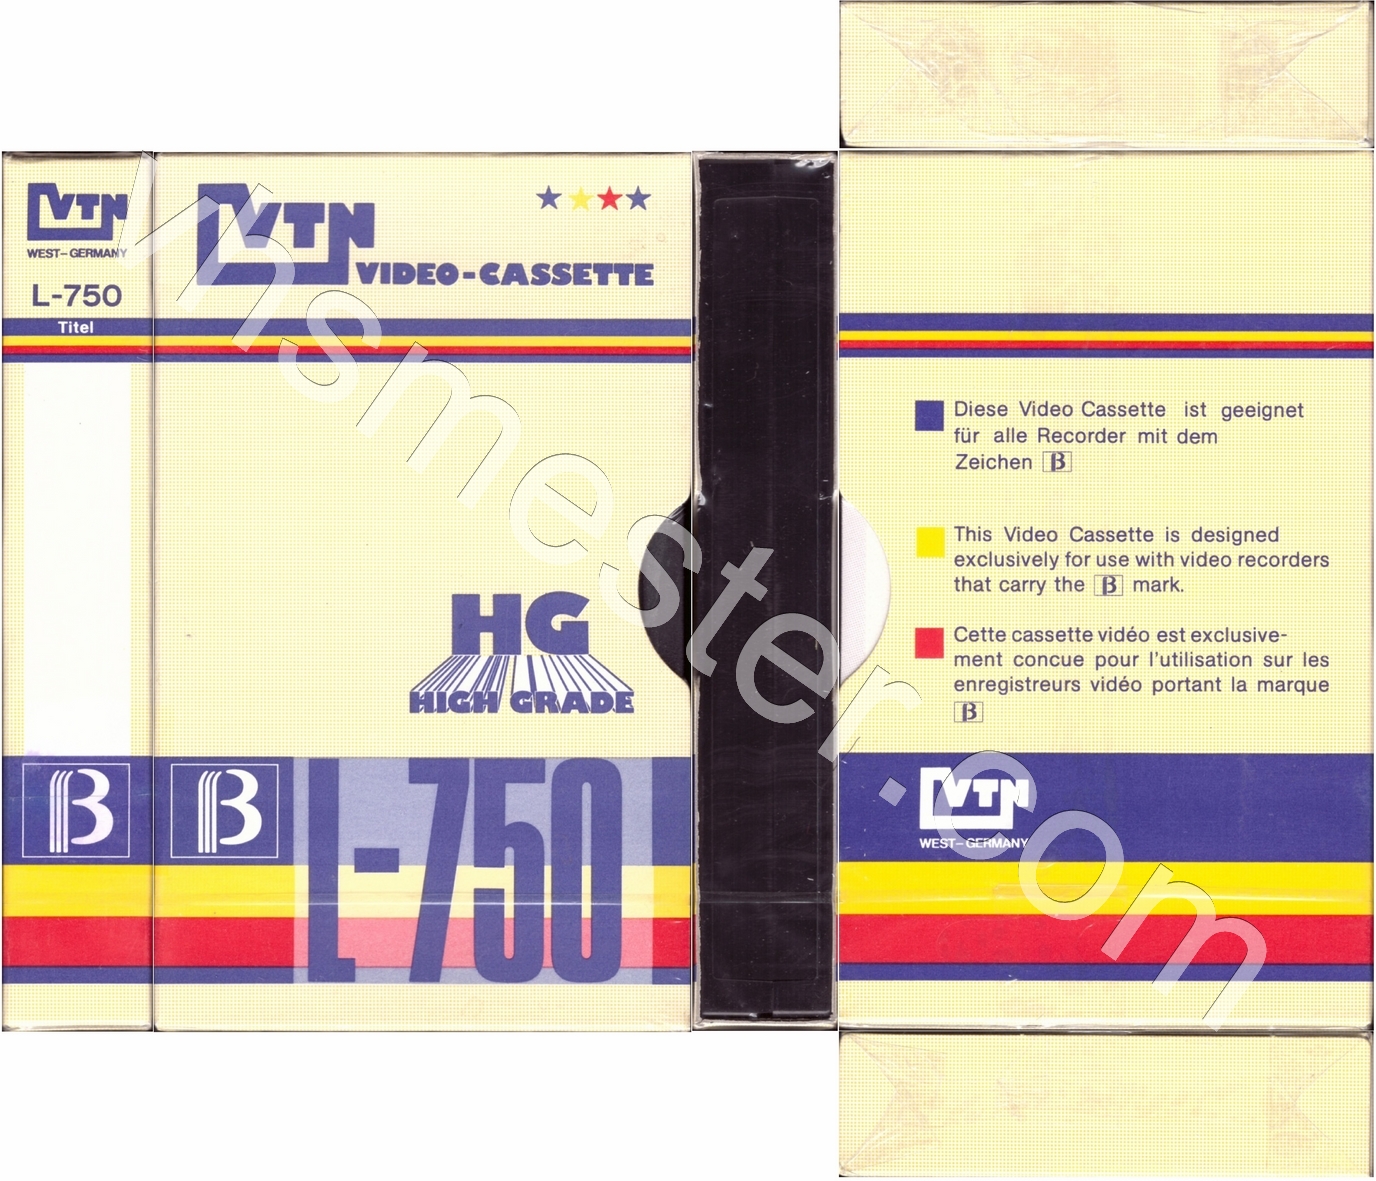 VTN
WEST-GERMANY
L-750
Titel
B
VTN
VIDEO-CASSETTE
HG
HIGH GRADE
B
L-750
Diese Video Cassette ist geeignet
für alle Recorder mit dem
Zeichen B
This Video Cassette is designed
exclusively for use with video recorders
that carry the B mark.
Cette cassette vidéo est exclusive-
ment concue pour l'utilisation sur les
enregistreurs vidéo portant la marque
B
VTN
WEST-GERMANY
vhsmester.com